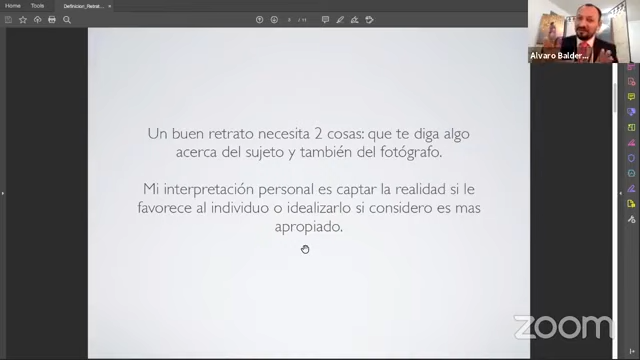 Home Tools Definicion_Retrat...
Alvaro Balder...
Un buen retrato necesita 2 cosas: que te diga algo
acerca del sujeto y también del fotógrafo.
Mi interpretación personal es captar la realidad si le
favorece al individuo o idealizarlo si considero es mas
apropiado.
zoom